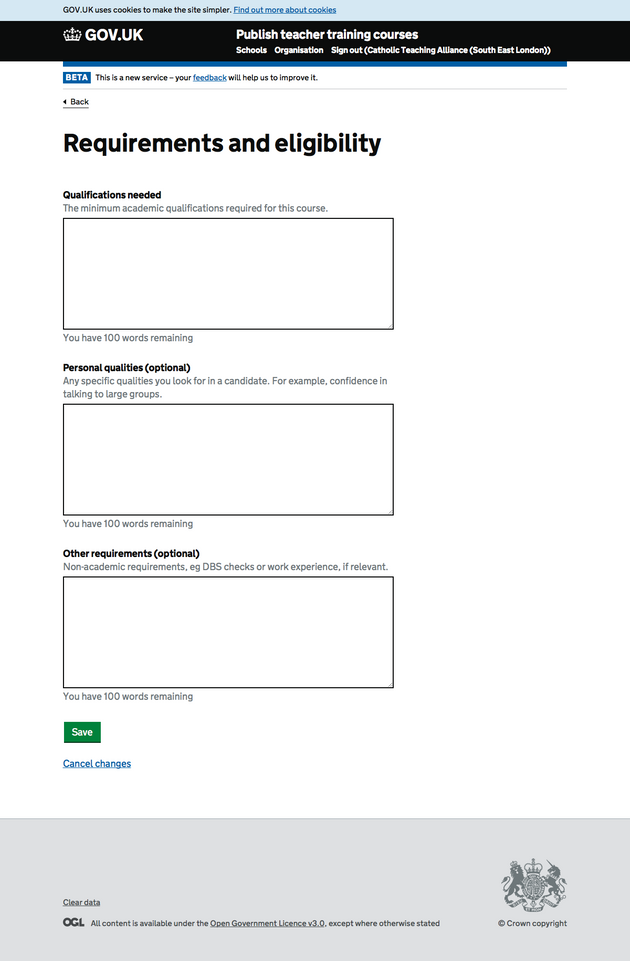 GOV.UK uses cookies to make the site simpler. Find out more about cookies
GOV.UK
Publish teacher training courses
Schools Organisation Sign out (Catholic Teaching Alliance (South East London))
BETA This is a new service – your feedback will help us to improve it.
Back
Requirements and eligibility
Qualifications needed
The minimum academic qualifications required for this course.
You have 100 words remaining
Personal qualities (optional)
Any specific qualities you look for in a candidate. For example, confidence in
talking to large groups.
You have 100 words remaining
Other requirements (optional)
Non-academic requirements, eg DBS checks or work experience, if relevant.
You have 100 words remaining
Save
Cancel changes
Clear data
OGL All content is available under the Open Government Licence v3.0, except where otherwise stated
© Crown copyright